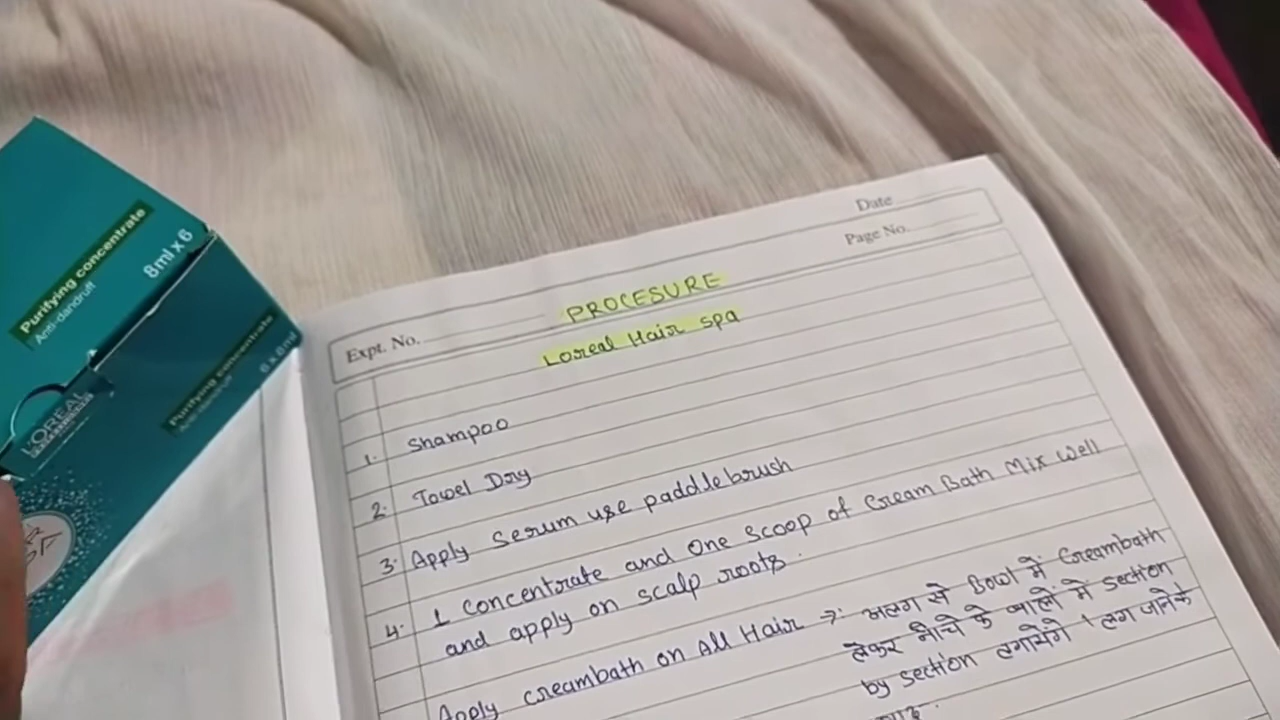 Purifying concentrate
Anti-dandruff
8ml x 6
Purifying concentrate
Anti-dandruff
6 x 8ml
L'ORÉAL
Date
Page No.
Expt. No.
PROCESURE
Loreal Hair spa
1. Shampoo
2. Towel Dry
3. Apply Serum use paddlebrush
4. 1 Concentrate and One Scoop of Cream Bath Mix well
and apply on scalp roots.
Apply creambath on All Hair →: अलग से Bowl में Creambath
लेकर नीचे के बालों में section
by section लगायेंगे । लग जानेके
बाद.